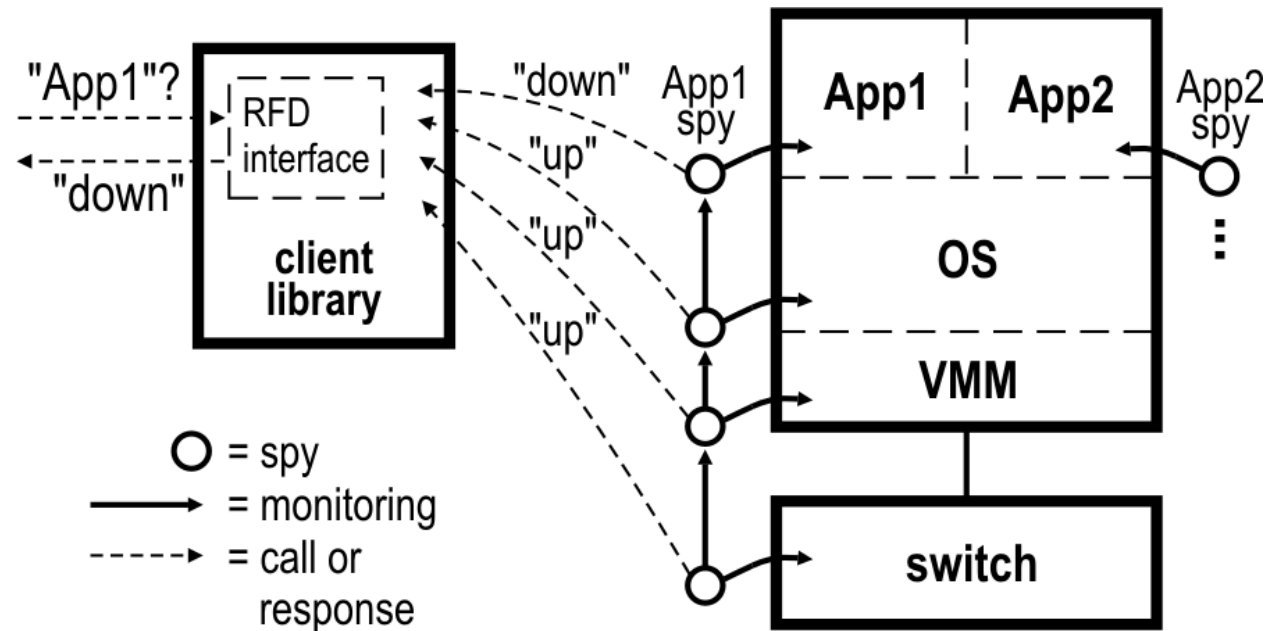 "App1"?
"down"
RFD
interface
client
library
"down"
"up"
"up"
"up"
App1
spy
App1
App2
App2
spy
OS
VMM
switch
= spy
= monitoring
= call or
response